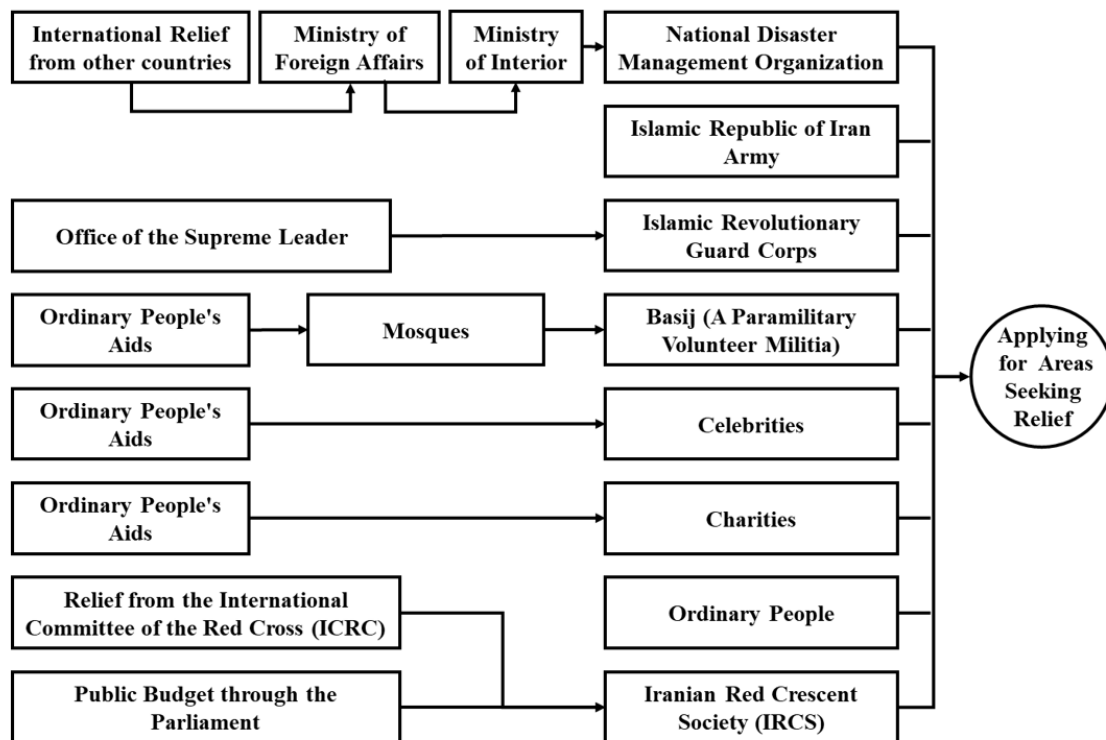 International Relief
from other countries
Ministry of
Foreign Affairs
Ministry
of Interior
National Disaster
Management Organization
Islamic Republic of Iran
Army
Office of the Supreme Leader
Islamic Revolutionary
Guard Corps
Ordinary People's
Aids
Mosques
Basij (A Paramilitary
Volunteer Militia)
Ordinary People's
Aids
Celebrities
Ordinary People's
Aids
Charities
Relief from the International
Committee of the Red Cross (ICRC)
Ordinary People
Public Budget through the
Parliament
Iranian Red Crescent
Society (IRCS)
Applying
for Areas
Seeking
Relief